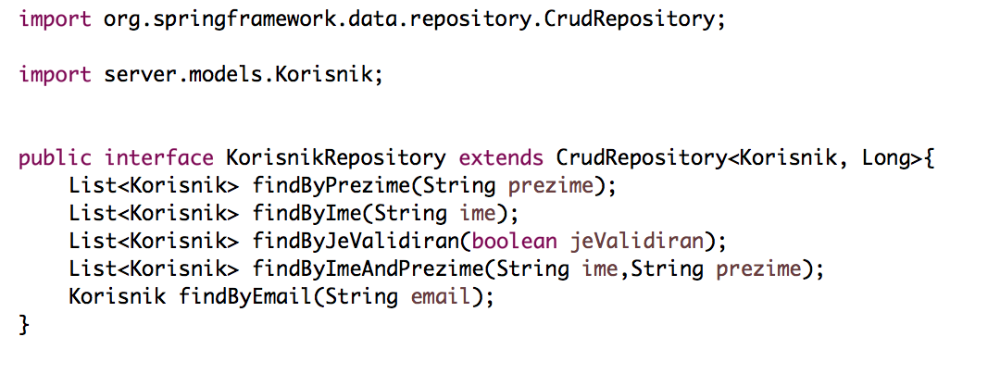 import org.springframework.data.repository.CrudRepository;
import server.models.Korisnik;
public interface KorisnikRepository extends CrudRepository<Korisnik, Long>{
List<Korisnik> findByPrezime(String prezime);
List<Korisnik> findByIme(String ime);
List<Korisnik> findByJeValidiran(boolean jeValidiran);
List<Korisnik> findByImeAndPrezime(String ime,String prezime);
Korisnik findByEmail(String email);
}